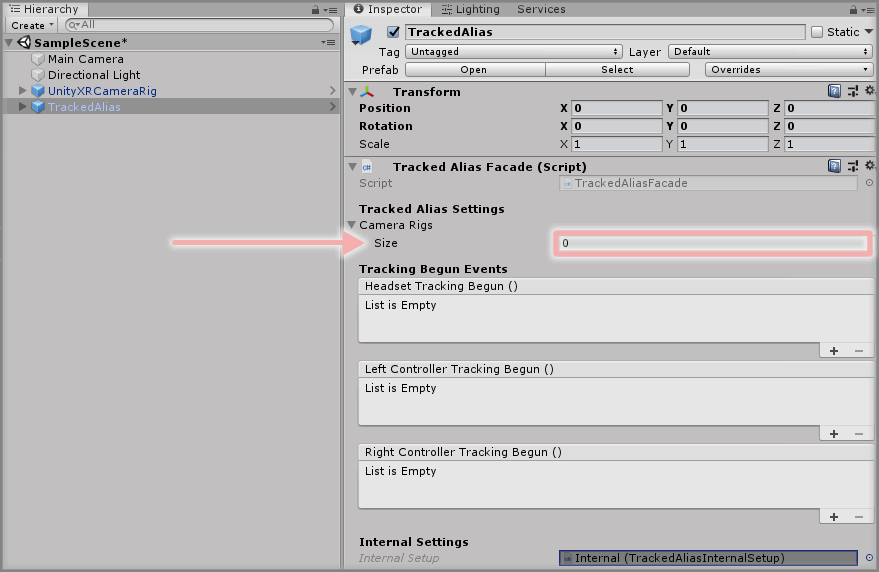 Hierarchy
Create
All
SampleScene*
Main Camera
Directional Light
UnityXRCameraRig
TrackedAlias
Inspector Lighting Services
TrackedAlias Static
Tag Untagged Layer Default
Prefab Open Select Overrides
Transform
Position X 0 Y 0 Z 0
Rotation X 0 Y 0 Z 0
Scale X 1 Y 1 Z 1
Tracked Alias Facade (Script)
Script TrackedAliasFacade
Tracked Alias Settings
Camera Rigs
Size 0
Tracking Begun Events
Headset Tracking Begun ()
List is Empty
+ −
Left Controller Tracking Begun ()
List is Empty
+ −
Right Controller Tracking Begun ()
List is Empty
+ −
Internal Settings
Internal Setup Internal (TrackedAliasInternalSetup)